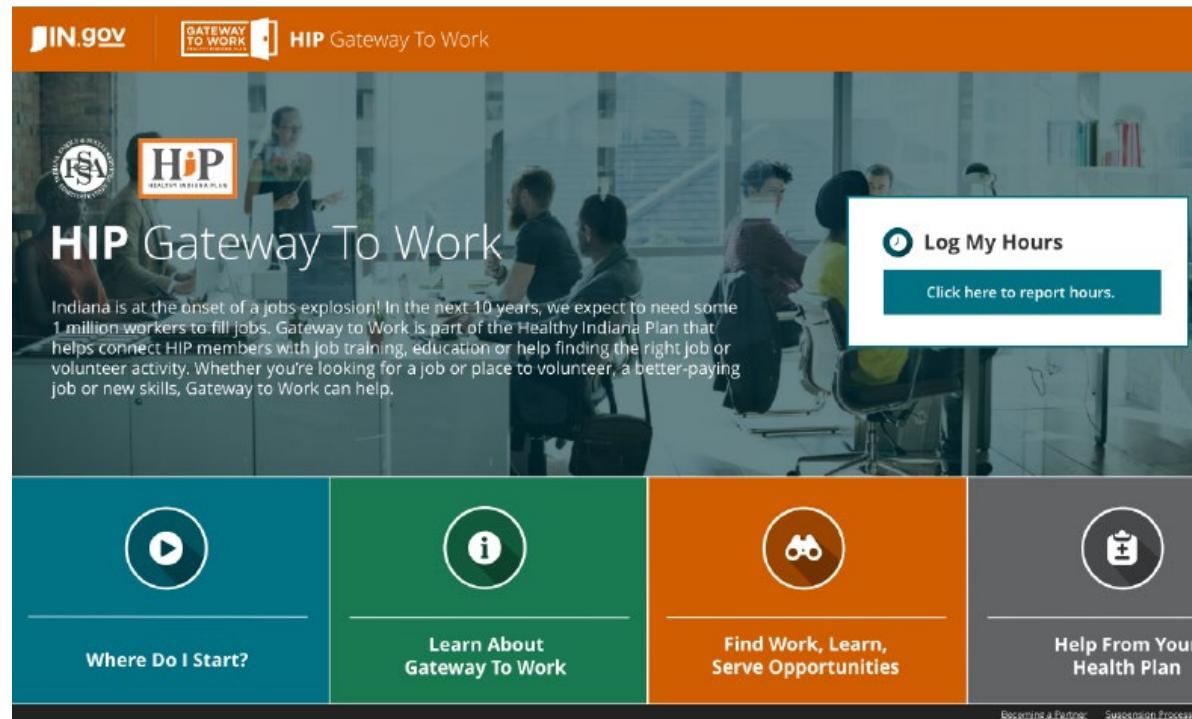 IN.gov
GATEWAY
TO WORK
HEALTHY INDIANA PLAN
HIP Gateway To Work
HIP
HEALTHY INDIANA PLAN
HIP Gateway To Work
Indiana is at the onset of a jobs explosion! In the next 10 years, we expect to need some
1 million workers to fill jobs. Gateway to Work is part of the Healthy Indiana Plan that
helps connect HIP members with job training, education or help finding the right job or
volunteer activity. Whether you're looking for a job or place to volunteer, a better-paying
job or new skills, Gateway to Work can help.
Log My Hours
Click here to report hours.
Where Do I Start?
Learn About
Gateway To Work
Find Work, Learn,
Serve Opportunities
Help From Your
Health Plan
Becoming a Partner
Suspension Process